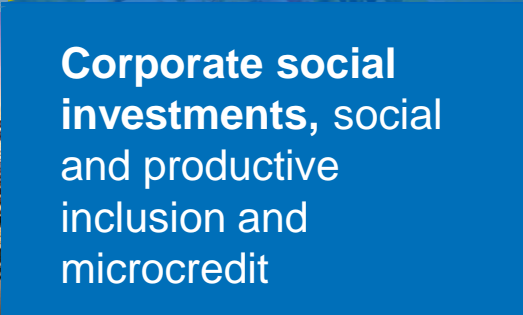 Corporate social
investments, social
and productive
inclusion and
microcredit